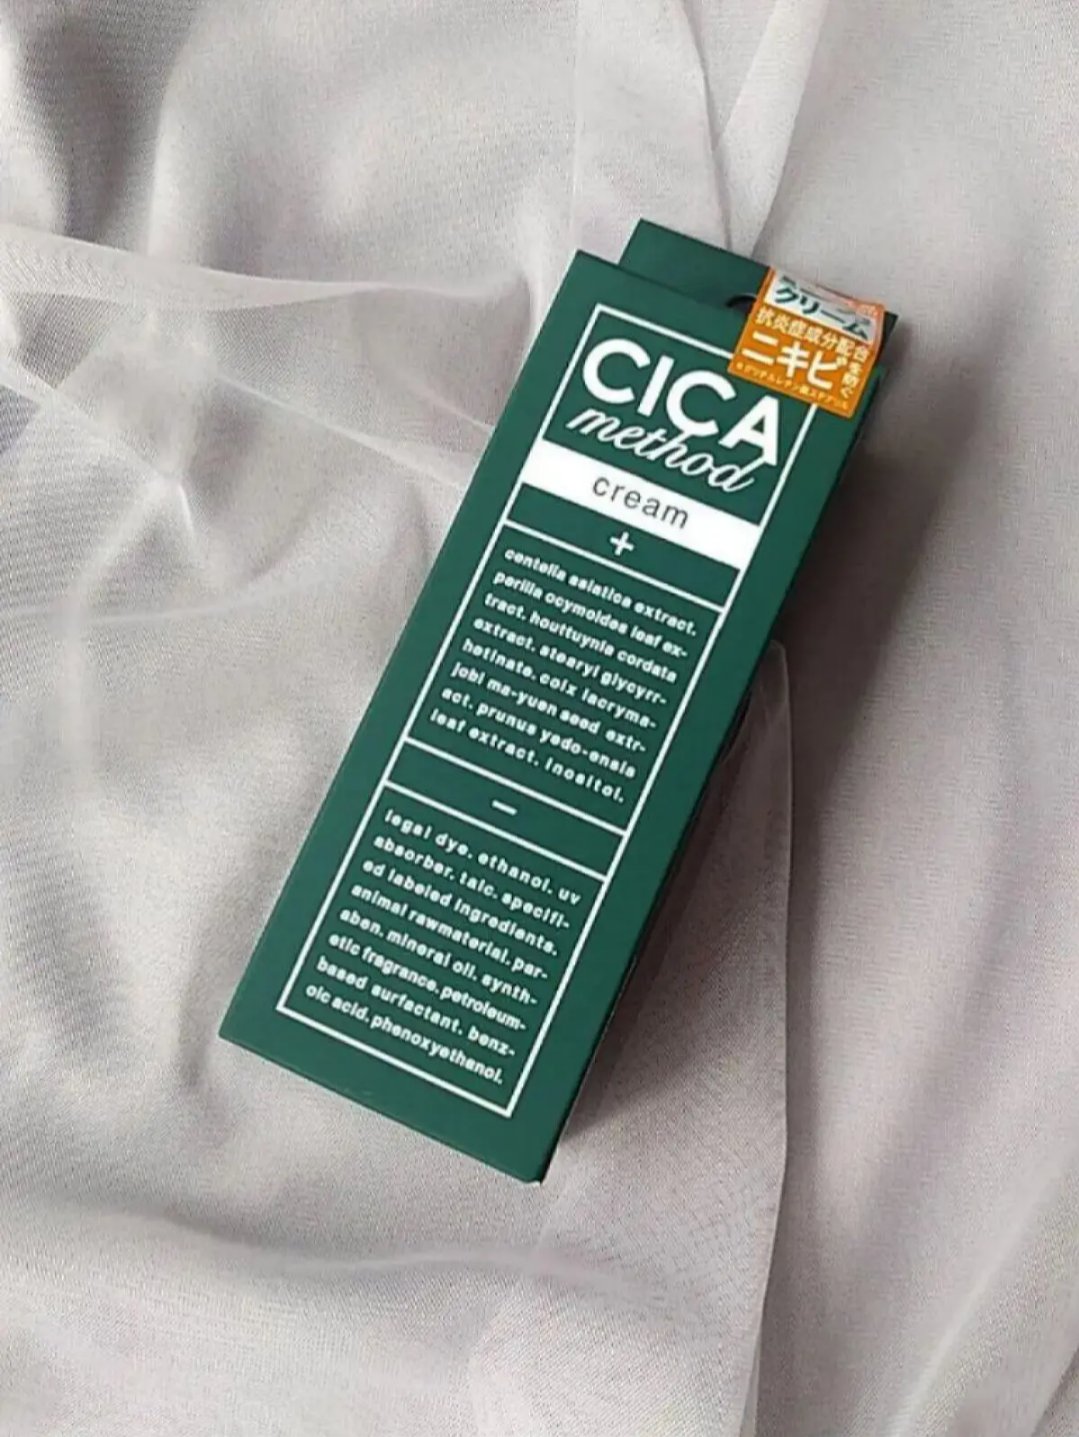 クリーム
抗炎症成分配合
ニキビを防ぐ
CICA
method
cream
+
centella asiatica extract.
perilla ocymoides leaf ex-
tract. houttuynia cordata
extract. stearyl glycyrr-
hetinate. coix lacryma-
jobi ma-yuen seed extr-
act. prunus yedo-ensis
leaf extract. Inositol.
−
legal dye. ethanol. uv
absorber. talc. specifi-
ed labeled ingredients.
animal rawmaterial. par-
aben. mineral oil. synth-
etic fragrance. petroleum-
based surfactant. benz-
oic acid. phenoxyethanol.